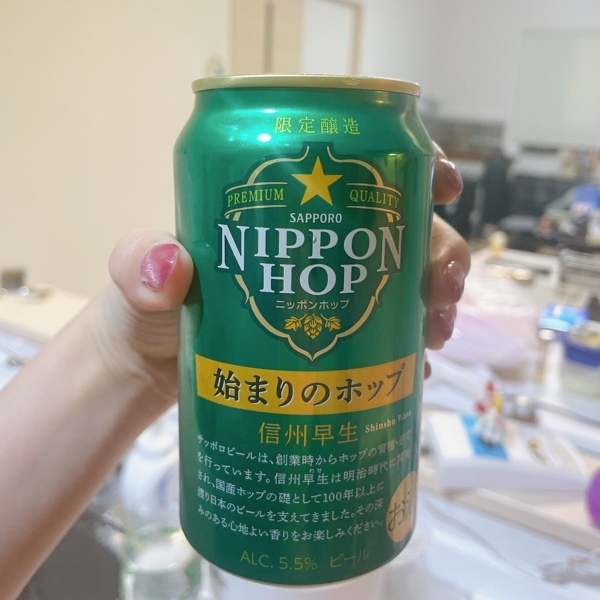 限定醸造
PREMIUM QUALITY
SAPPORO
NIPPON
HOP
ニッポンホップ
始まりのホップ
信州早生 Shinshu Wase
サッポロビールは、創業時からホップの育種・
を行っています。信州早生は明治時代に
わせ
され、国産ホップの礎として100年以上に
渡り日本のビールを支えてきました。その深
みのある心地よい香りをお楽しみください。
お酒
ALC. 5.5% ビール